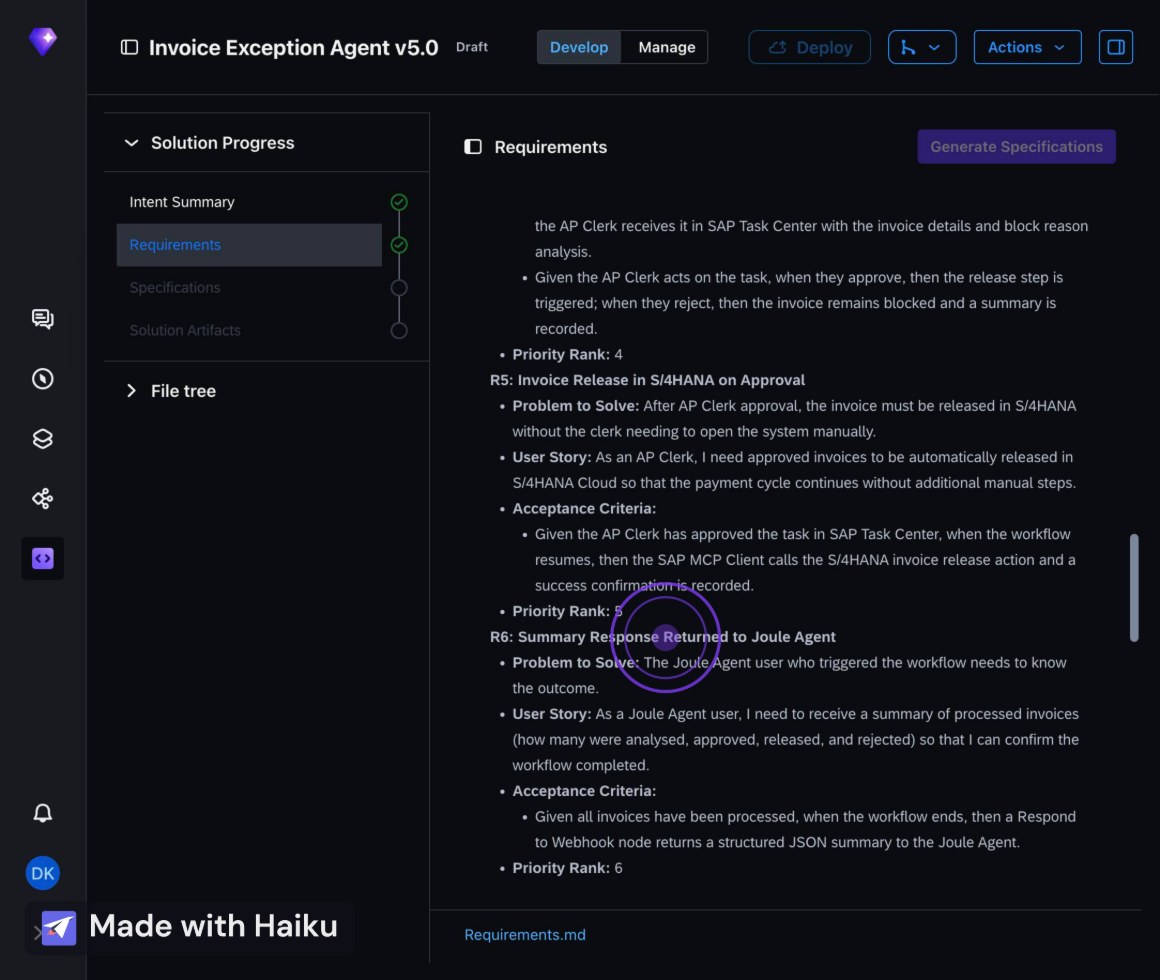 Invoice Exception Agent v5.0 Draft Develop Manage Deploy Actions
Solution Progress
Intent Summary
Requirements
Specifications
Solution Artifacts
File tree
Requirements Generate Specifications
the AP Clerk receives it in SAP Task Center with the invoice details and block reason
analysis.
• Given the AP Clerk acts on the task, when they approve, then the release step is
triggered; when they reject, then the invoice remains blocked and a summary is
recorded.
• Priority Rank: 4
R5: Invoice Release in S/4HANA on Approval
• Problem to Solve: After AP Clerk approval, the invoice must be released in S/4HANA
without the clerk needing to open the system manually.
• User Story: As an AP Clerk, I need approved invoices to be automatically released in
S/4HANA Cloud so that the payment cycle continues without additional manual steps.
• Acceptance Criteria:
• Given the AP Clerk has approved the task in SAP Task Center, when the workflow
resumes, then the SAP MCP Client calls the S/4HANA invoice release action and a
success confirmation is recorded.
• Priority Rank: 5
R6: Summary Response Returned to Joule Agent
• Problem to Solve: The Joule Agent user who triggered the workflow needs to know
the outcome.
• User Story: As a Joule Agent user, I need to receive a summary of processed invoices
(how many were analysed, approved, released, and rejected) so that I can confirm the
workflow completed.
• Acceptance Criteria:
• Given all invoices have been processed, when the workflow ends, then a Respond
to Webhook node returns a structured JSON summary to the Joule Agent.
• Priority Rank: 6
Requirements.md
DK
Made with Haiku